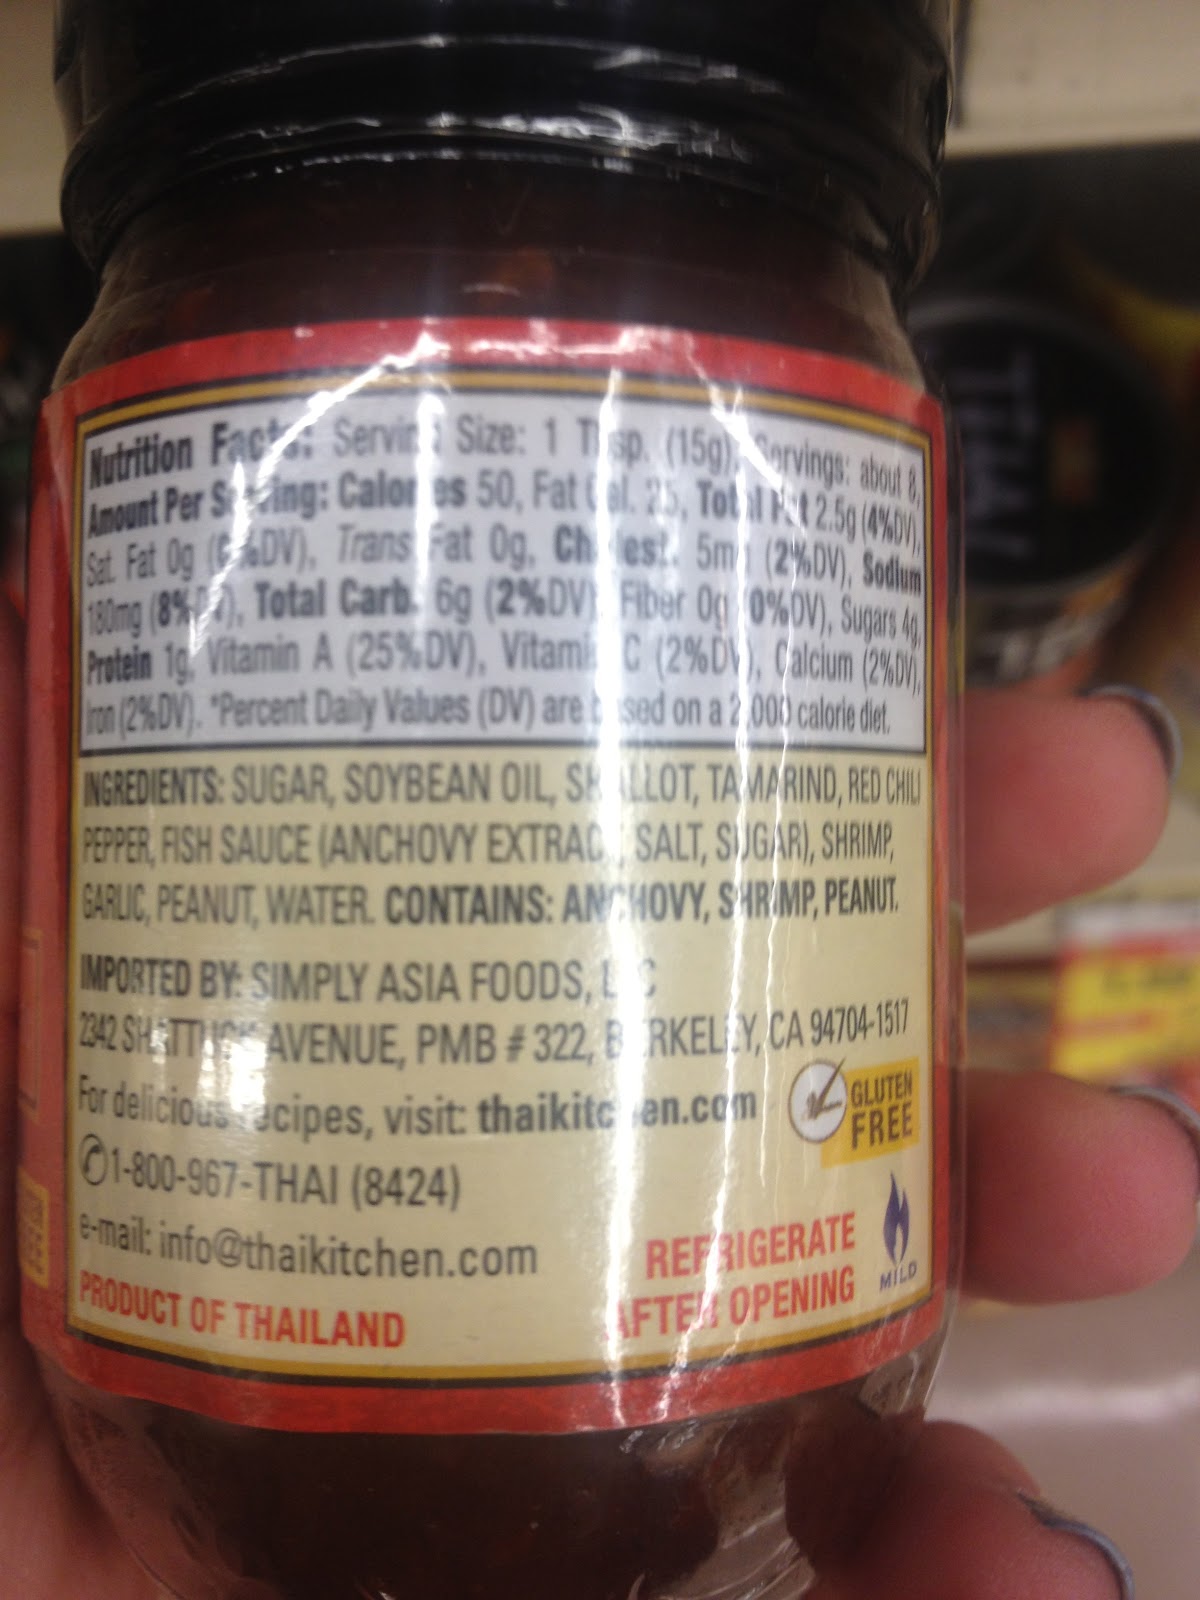 Nutrition Facts: Serving Size: 1 Tbsp. (15g), Servings: about 8,
Amount Per Serving: Calories 50, Fat Cal. 25, Total Fat 2.5g (4%DV),
Sat. Fat 0g (0%DV), Trans Fat 0g, Cholest. 5mg (2%DV), Sodium
180mg (8%DV), Total Carb. 6g (2%DV), Fiber 0g (0%DV), Sugars 4g,
Protein 1g, Vitamin A (25%DV), Vitamin C (2%DV), Calcium (2%DV),
Iron (2%DV). *Percent Daily Values (DV) are based on a 2,000 calorie diet.
INGREDIENTS: SUGAR, SOYBEAN OIL, SHALLOT, TAMARIND, RED CHILI
PEPPER, FISH SAUCE (ANCHOVY EXTRACT, SALT, SUGAR), SHRIMP,
GARLIC, PEANUT, WATER. CONTAINS: ANCHOVY, SHRIMP, PEANUT.
IMPORTED BY: SIMPLY ASIA FOODS, LLC
2342 SHATTUCK AVENUE, PMB # 322, BERKELEY, CA 94704-1517
For delicious recipes, visit: thaikitchen.com
GLUTEN
FREE
✆1-800-967-THAI (8424)
e-mail: info@thaikitchen.com
PRODUCT OF THAILAND
REFRIGERATE
AFTER OPENING
MILD
THAI